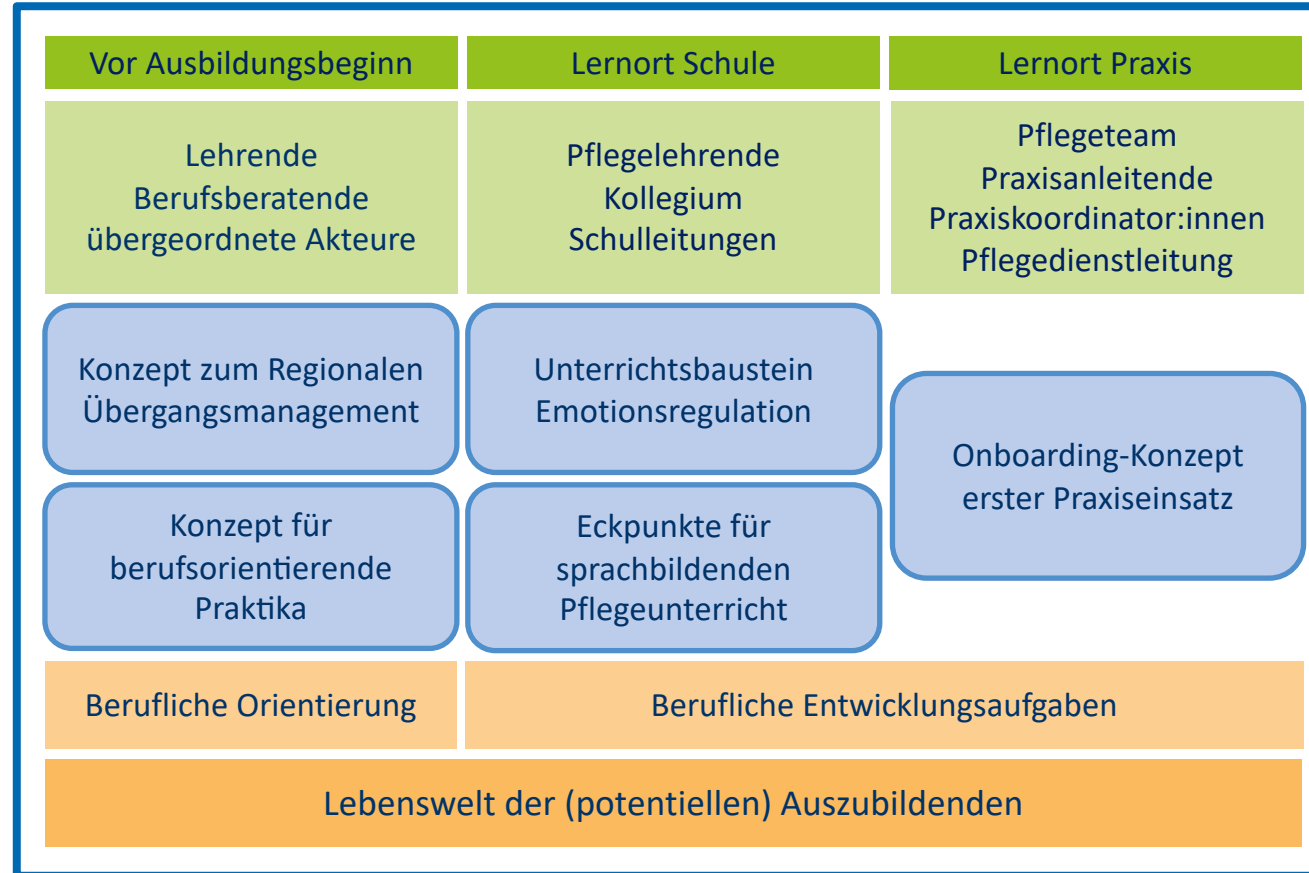 Vor Ausbildungsbeginn
Lernort Schule
Lernort Praxis
Lehrende
Berufsberatende
übergeordnete Akteure
Pflegelehrende
Kollegium
Schulleitungen
Pflegeteam
Praxisanleitende
Praxiskoordinator:innen
Pflegedienstleitung
Konzept zum Regionalen
Übergangsmanagement
Unterrichtsbaustein
Emotionsregulation
Onboarding-Konzept
erster Praxiseinsatz
Konzept für
berufsorientierende
Praktika
Eckpunkte für
sprachbildenden
Pflegeunterricht
Berufliche Orientierung
Berufliche Entwicklungsaufgaben
Lebenswelt der (potentiellen) Auszubildenden